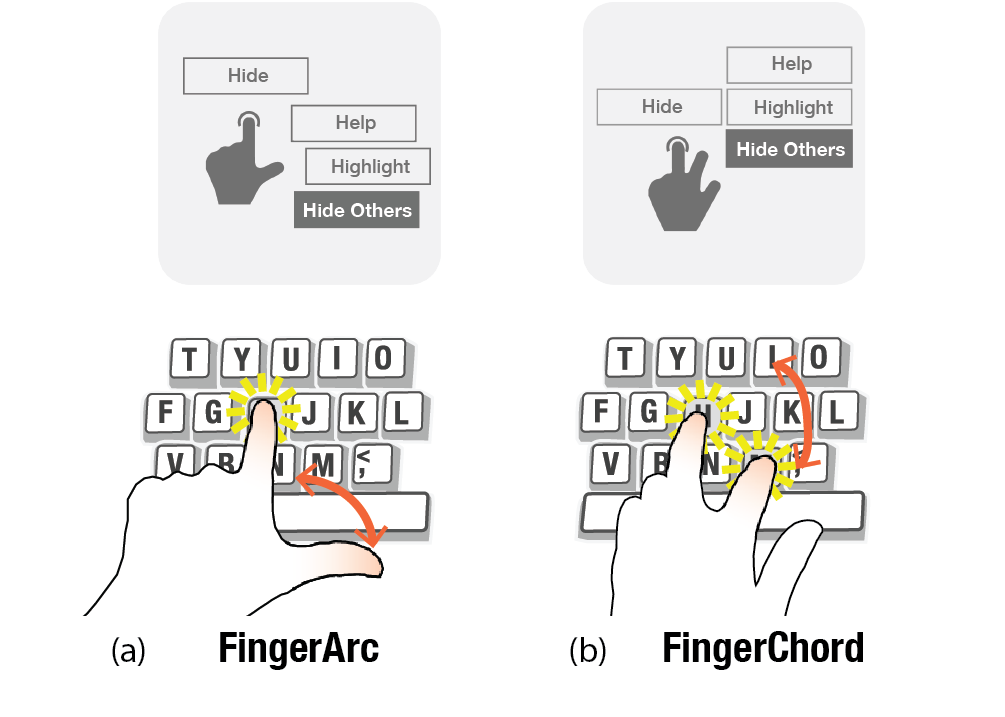 Hide
Help
Highlight
Hide Others
Help
Hide
Highlight
Hide Others
T Y U I O
F G J K L
V B N M < ;
T Y U I O
F G H J K L
V B N ;
(a) FingerArc
(b) FingerChord